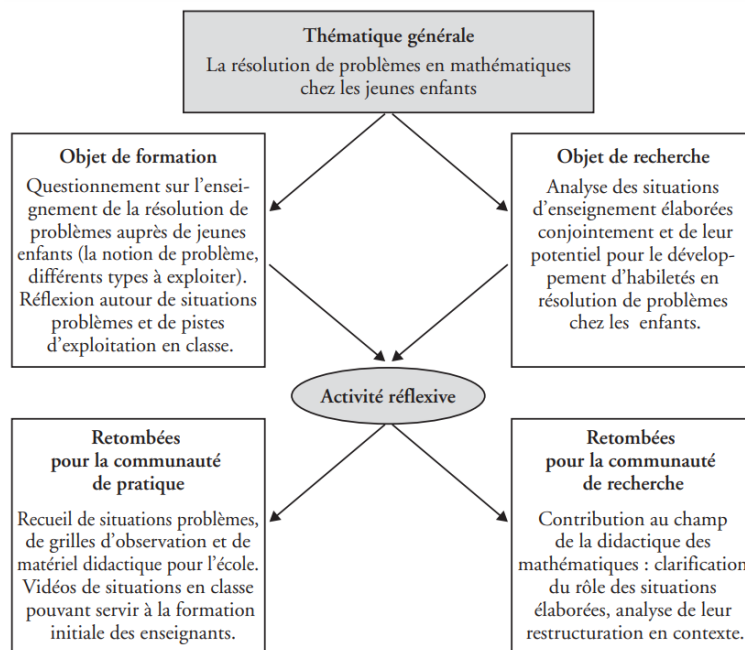 Thématique générale
La résolution de problèmes en mathématiques
chez les jeunes enfants
Objet de formation
Questionnement sur l'ensei-
gnement de la résolution de
problèmes auprès de jeunes
enfants (la notion de problème,
différents types à exploiter).
Réflexion autour de situations
problèmes et de pistes
d'exploitation en classe.
Objet de recherche
Analyse des situations
d'enseignement élaborées
conjointement et de leur
potentiel pour le dévelop-
pement d'habiletés en
résolution de problèmes
chez les enfants.
Activité réflexive
Retombées
pour la communauté
de pratique
Recueil de situations problèmes,
de grilles d'observation et de
matériel didactique pour l'école.
Vidéos de situations en classe
pouvant servir à la formation
initiale des enseignants.
Retombées
pour la communauté
de recherche
Contribution au champ
de la didactique des
mathématiques : clarification
du rôle des situations
élaborées, analyse de leur
restructuration en contexte.